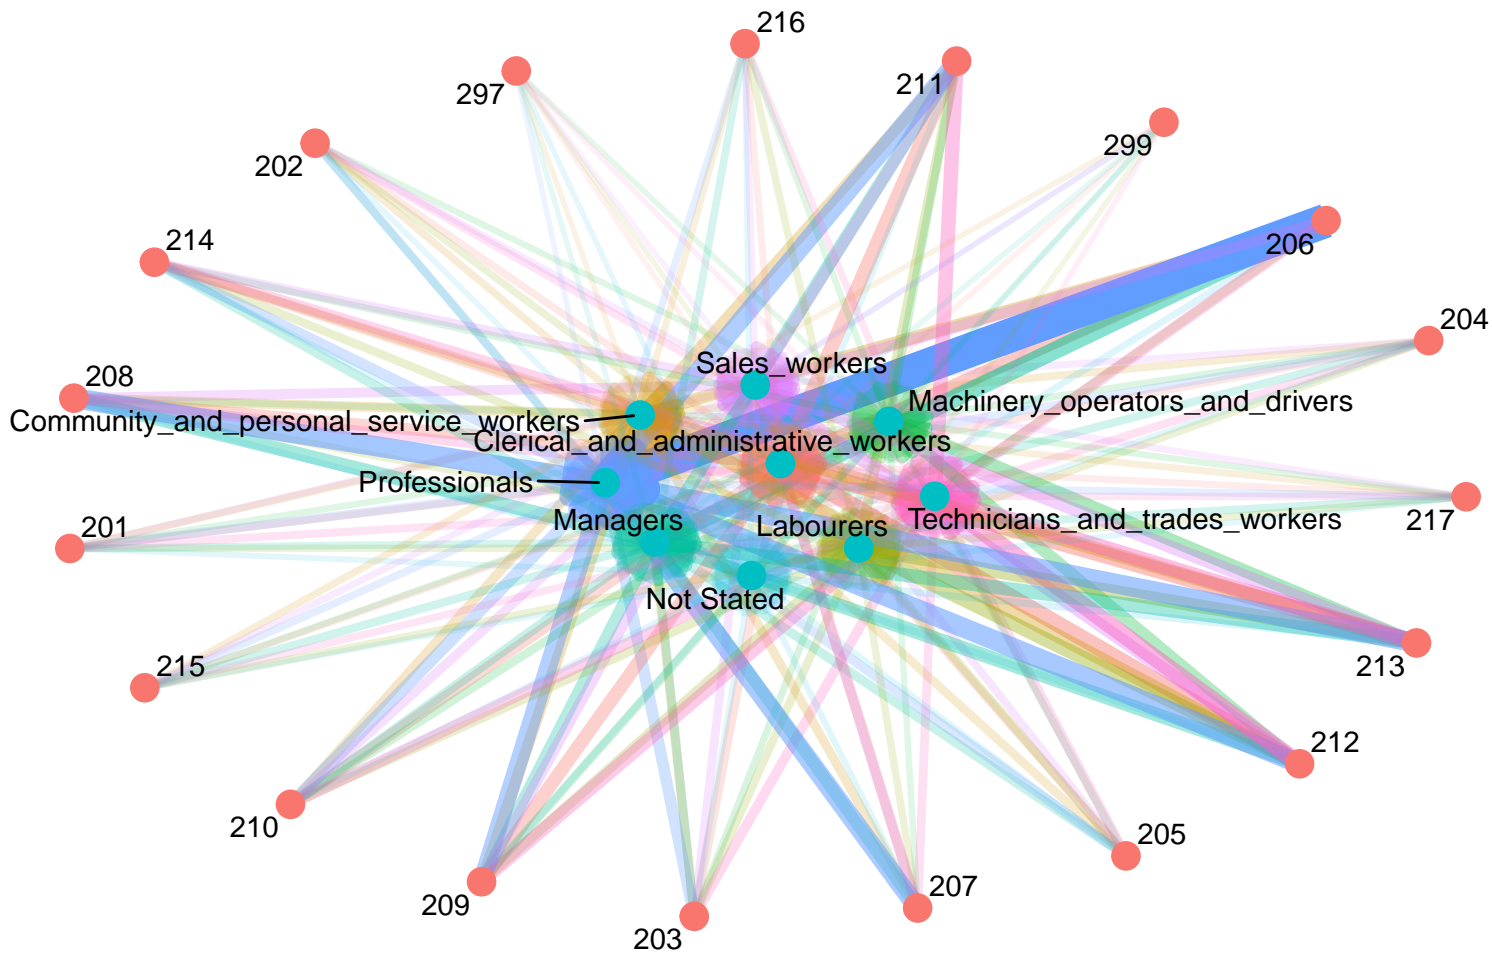 216
297
211
299
202
214
206
204
208
Sales_workers
Machinery_operators_and_drivers
Community_and_personal_service_workers
Clerical_and_administrative_workers
Professionals
217
201
Managers
Labourers
Technicians_and_trades_workers
Not Stated
215
213
212
210
205
209
207
203